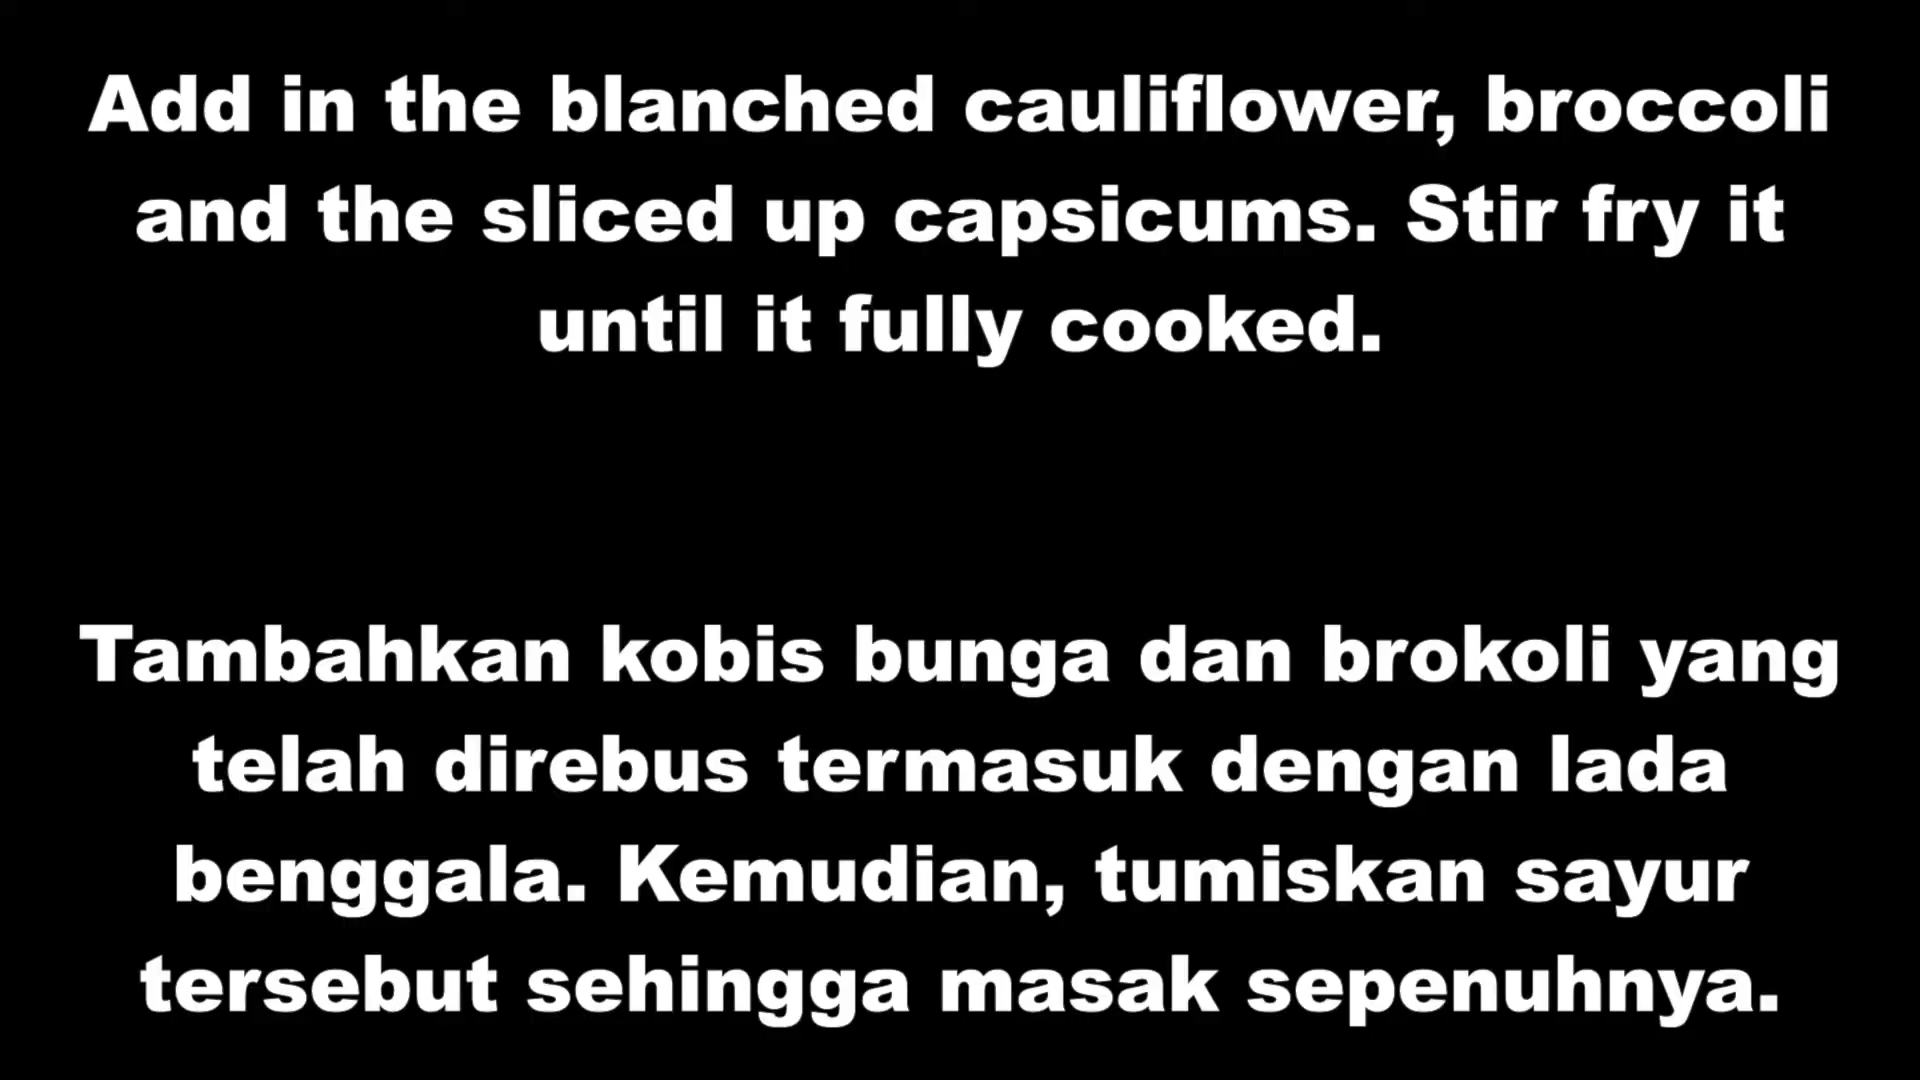 Add in the blanched cauliflower, broccoli
and the sliced up capsicums. Stir fry it
until it fully cooked.
Tambahkan kobis bunga dan brokoli yang
telah direbus termasuk dengan lada
benggala. Kemudian, tumiskan sayur
tersebut sehingga masak sepenuhnya.